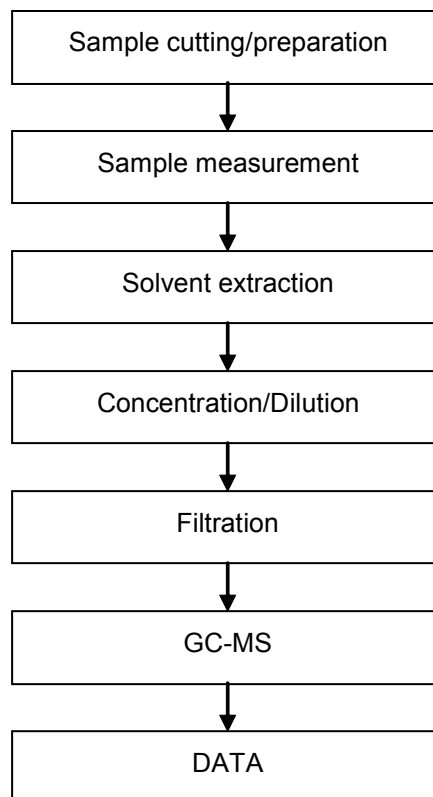 Sample cutting/preparation
Sample measurement
Solvent extraction
Concentration/Dilution
Filtration
GC-MS
DATA